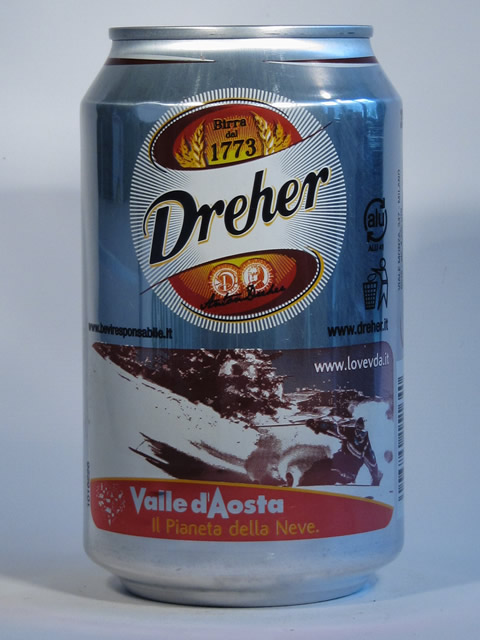 Birra
dal
1773
Dreher
alu
www.beviresponsabile.it
www.dreher.it
www.lovevda.it
Valle d'Aosta
Il Pianeta della Neve.